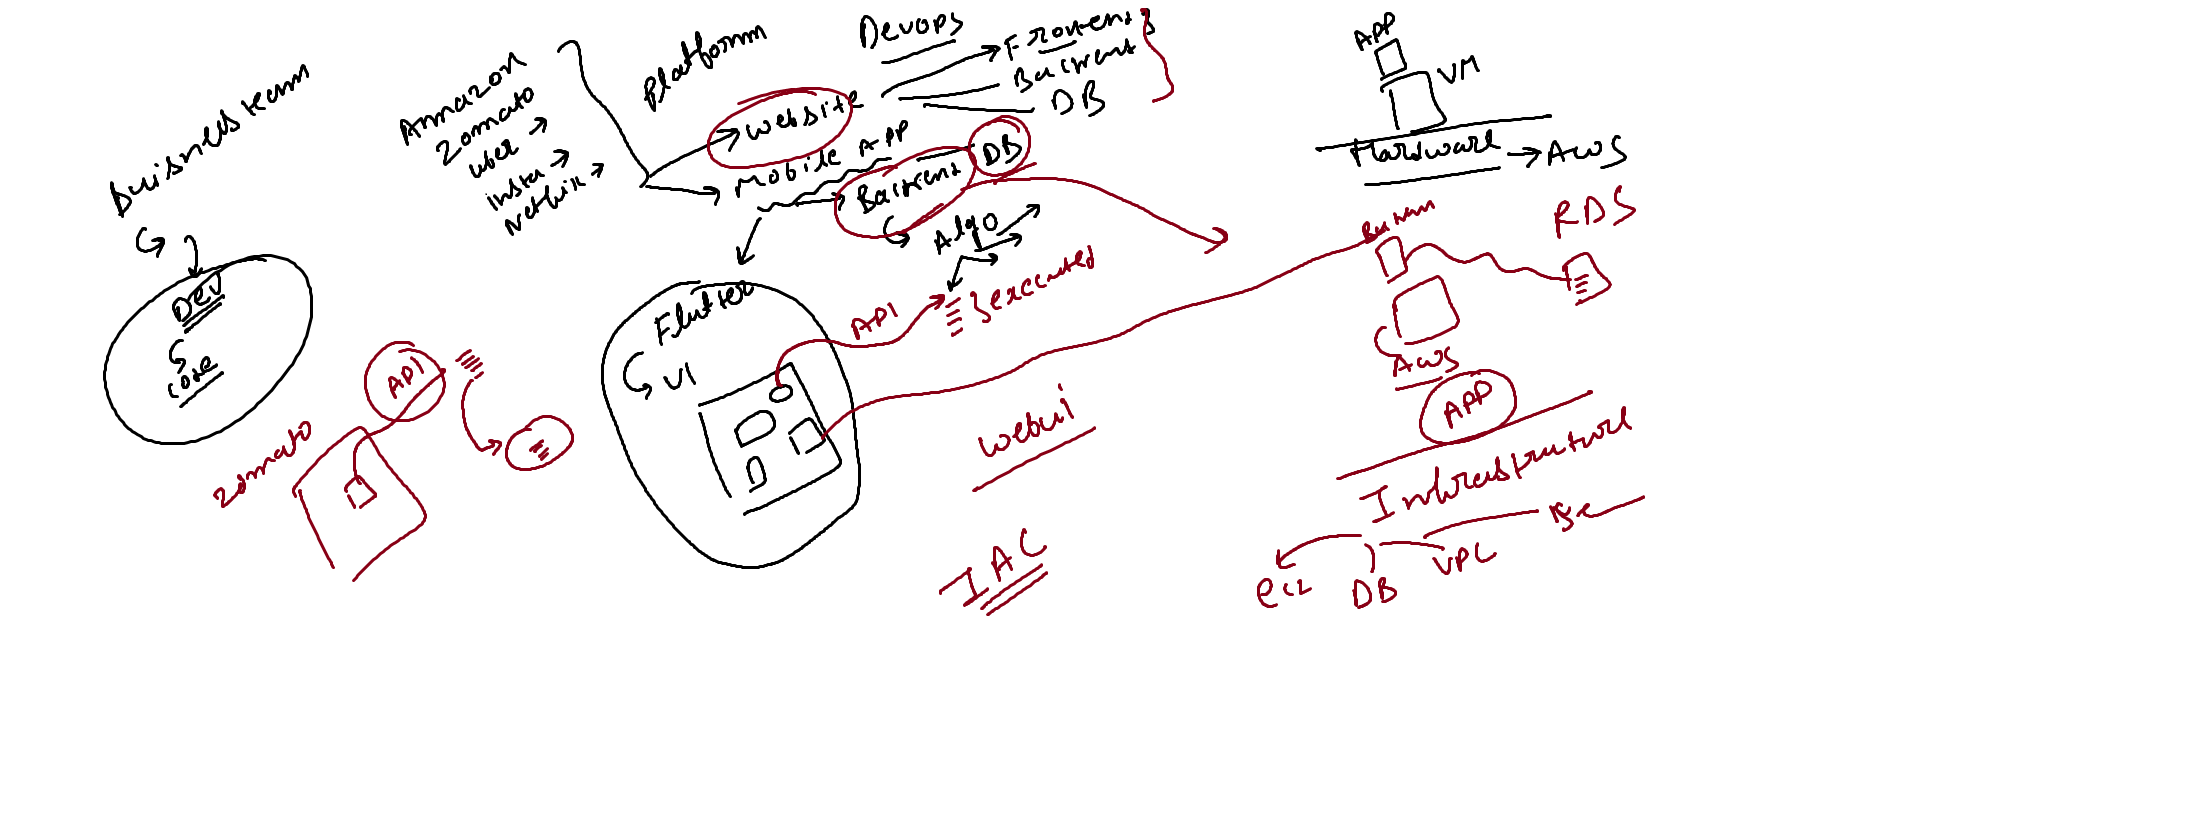 Buisness team
Dev
code
Amazon
Zomato
uber
insta
Netflix
Platform
Devops
Website
Frontend
Backend
DB
Mobile APP
Backend
DB
Algo
executed
API
Flutter
UI
zomato
API
webui
IAC
APP
VM
Hardware
AWS
RDS
AWS
APP
Infrastructure
EC2
DB
VPC